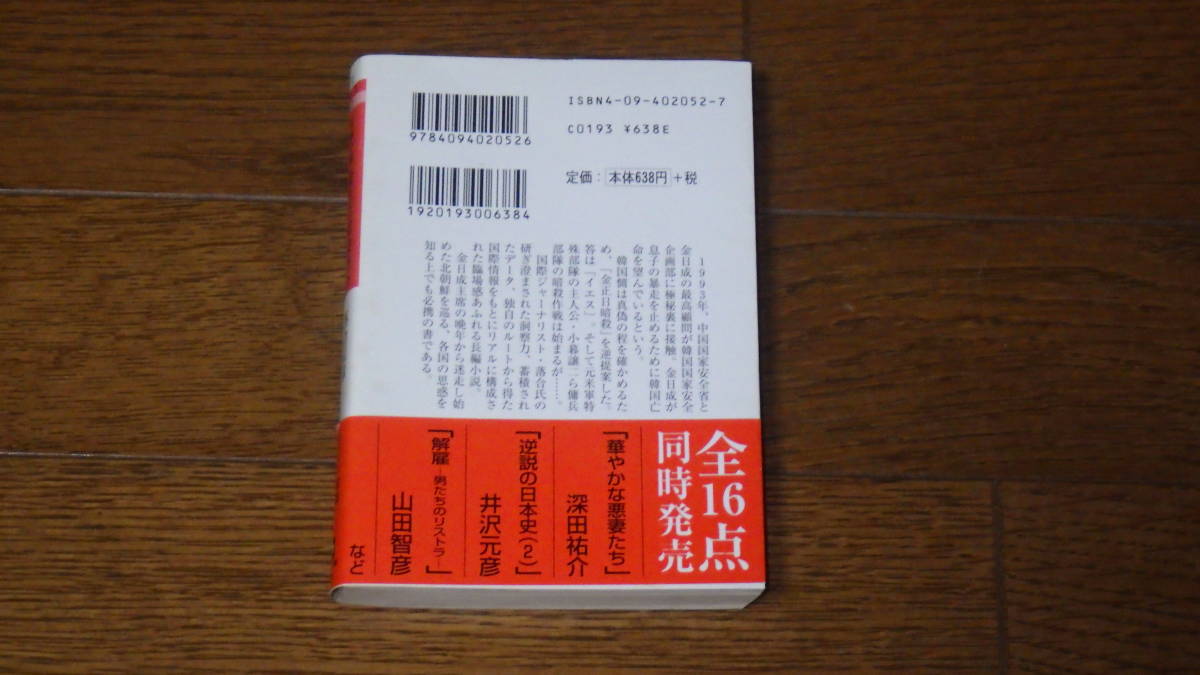 ISBN4-09-402052-7
9784094020526
C0193 ¥638E
定価：本体638円＋税
1920193006384
１９９３年、中国国家安全省と
金日成の最高顧問が韓国国家安全
企画部に極秘裏に接触。金日成が
息子の暴走を止めるために韓国亡
命を望んでいるという。
韓国側は真偽の程を確かめるた
め、「金正日暗殺」を逆提案した。
答は「イエス」。そして元米軍特
殊部隊の主人公・小暮譲二ら傭兵
部隊の暗殺作戦は始まるが……。
国際ジャーナリスト・落合氏の
研ぎ澄まされた洞察力、蓄積され
たデータ、独自のルートから得た
国際情報をもとにリアルに構成さ
れた臨場感あふれる長編小説。
金日成主席の晩年から迷走し始
めた北朝鮮を巡る、各国の思惑を
知る上でも必携の書である。
全16点
同時発売
「華やかな悪妻たち」
深田祐介
「逆説の日本史(2)」
井沢元彦
「解雇―男たちのリストラ―」
山田智彦
など